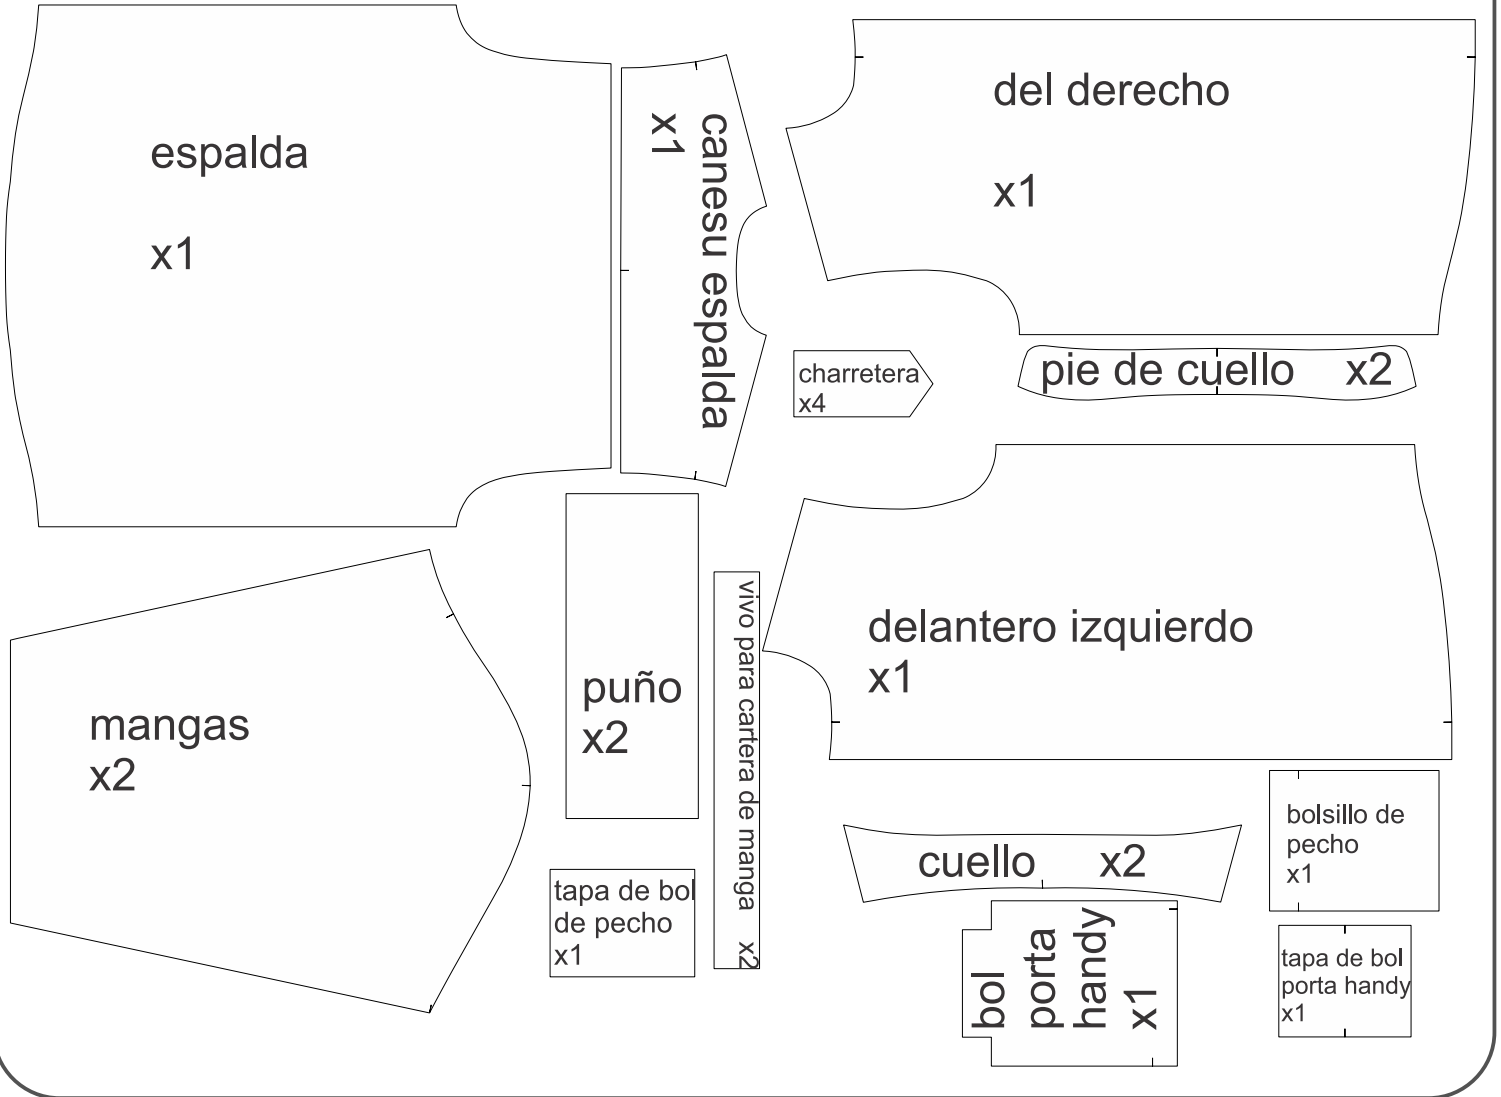 espalda
x1
canesu espalda
x1
del derecho
x1
charretera
x4
pie de cuello x2
delantero izquierdo
x1
mangas
x2
puño
x2
vivo para cartera de manga x2
tapa de bol
de pecho
x1
cuello x2
bolsillo de
pecho
x1
bol
porta
handy
x1
tapa de bol
porta handy
x1